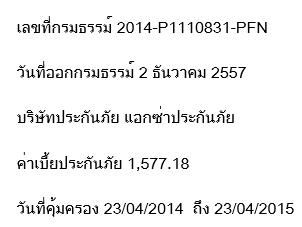 เลขที่กรมธรรม์ 2014-P1110831-PFN
วันที่ออกกรมธรรม์ 2 ธันวาคม 2557
บริษัทประกันภัย แอกซ่าประกันภัย
ค่าเบี้ยประกันภัย 1,577.18
วันที่คุ้มครอง 23/04/2014 ถึง 23/04/2015